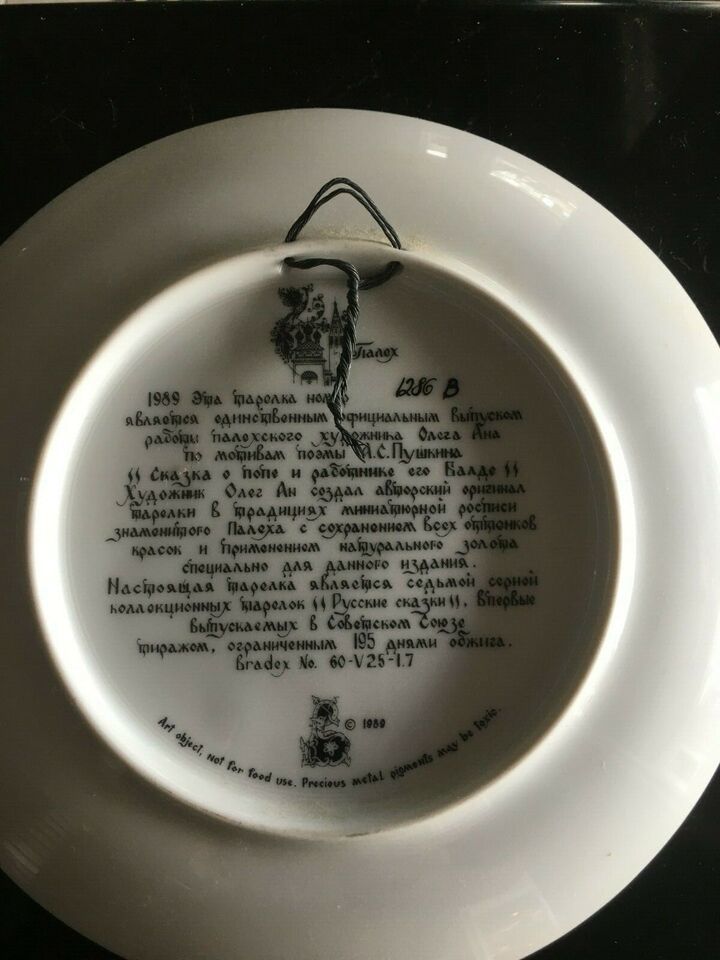 Палех
6286 B
1989 Эта тарелка
является единственным официальным выпуском
работы палехского художника Олега Ана
по мотивам поэмы А.С.Пушкина
"Сказка о попе и работнике его Балде"
Художник Олег Ан создал авторский оригинал
тарелки в традициях миниатюрной росписи
знаменитого Палеха с сохранением всех оттенков
красок и применением натурального золота
специально для данного издания.
Настоящая тарелка является седьмой серией
коллекционных тарелок "Русские сказки", впервые
выпускаемых в Советском Союзе
тиражом, ограниченным 195 днями обжига.
Bradex No. 60-V25-1.7
© 1989
Art object, not for food use. Precious metal pigments may be toxic.